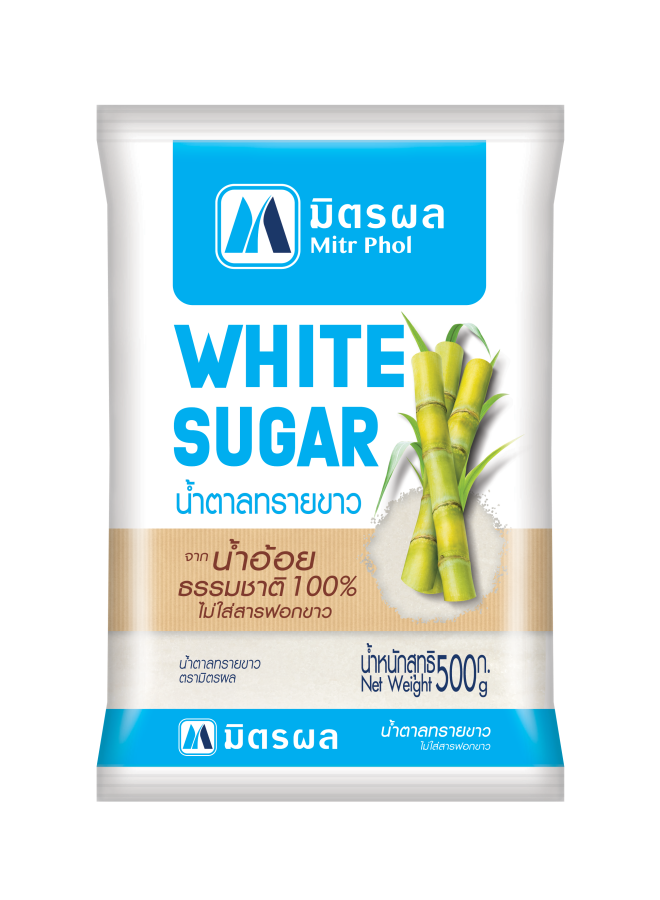 มิตรผล
Mitr Phol
WHITE
SUGAR
น้ำตาลทรายขาว
จาก น้ำอ้อย
ธรรมชาติ 100%
ไม่ใส่สารฟอกขาว
น้ำตาลทรายขาว
ตรามิตรผล
น้ำหนักสุทธิ 500 ก.
Net Weight 500 g
มิตรผล
น้ำตาลทรายขาว
ไม่ใส่สารฟอกขาว